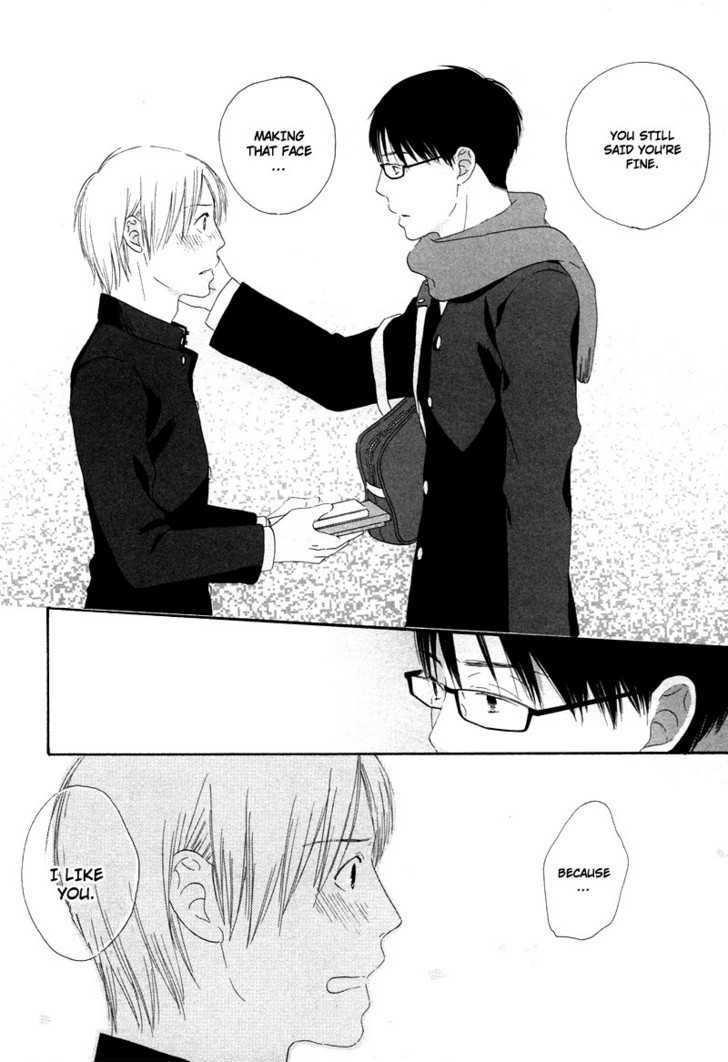 YOU STILL
SAID YOU'RE
FINE.
MAKING
THAT FACE
...
BECAUSE
...
I LIKE
YOU.